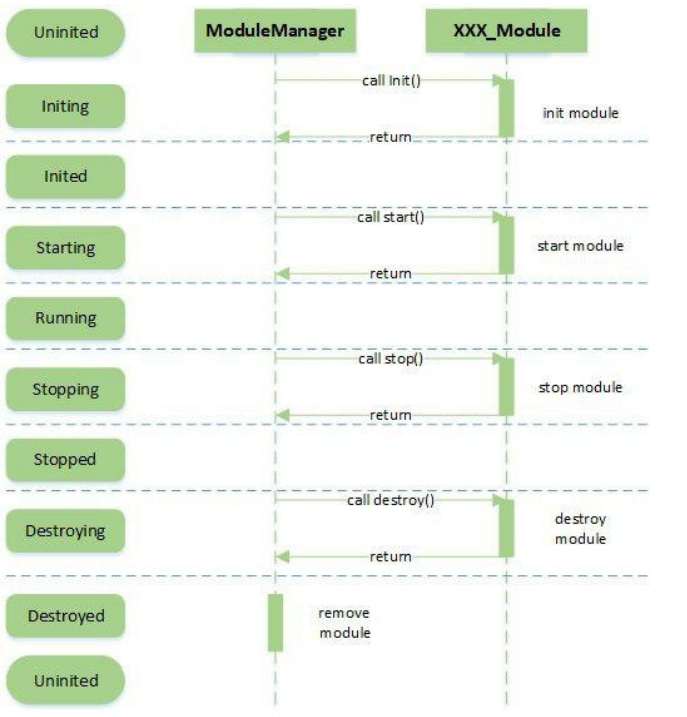 Uninited
ModuleManager
XXX_Module
call Init()
Initing
init module
return
Inited
call start()
Starting
start module
return
Running
call stop()
Stopping
stop module
return
Stopped
call destroy()
Destroying
destroy
module
return
Destroyed
remove
module
Uninited